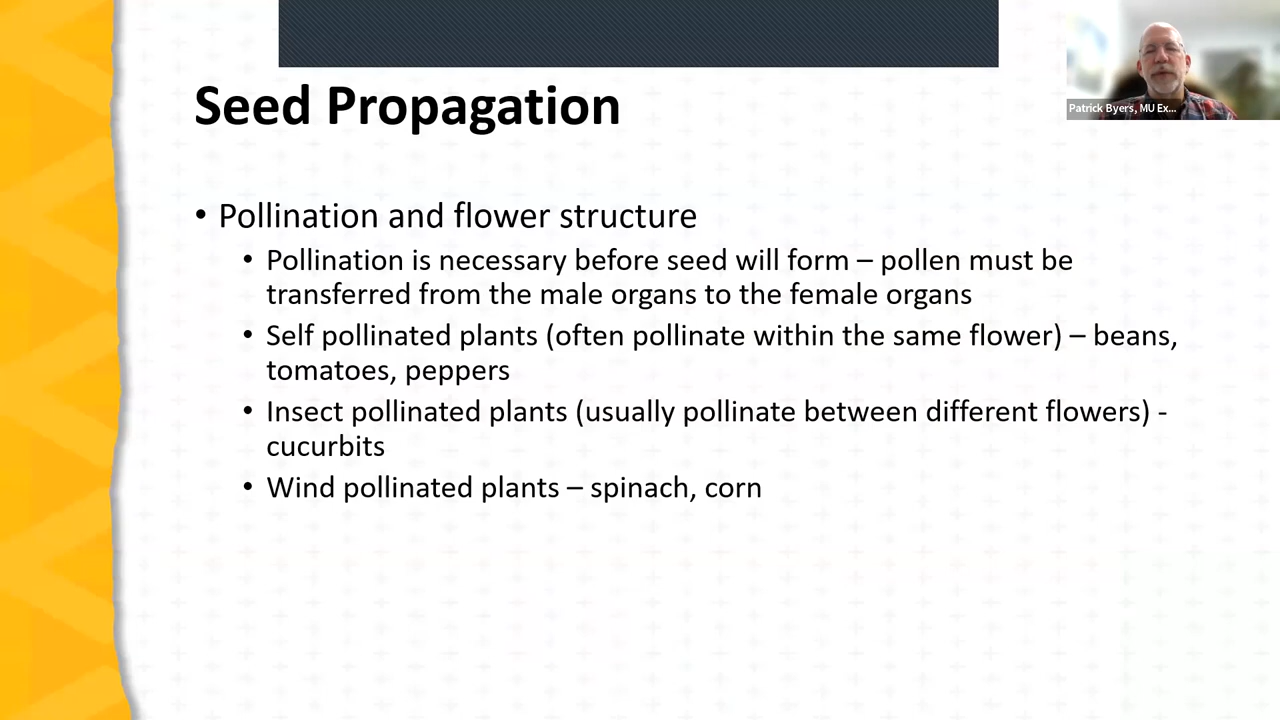 Seed Propagation
Patrick Byers, MU Ex...
• Pollination and flower structure
• Pollination is necessary before seed will form – pollen must be
transferred from the male organs to the female organs
• Self pollinated plants (often pollinate within the same flower) – beans,
tomatoes, peppers
• Insect pollinated plants (usually pollinate between different flowers) -
cucurbits
• Wind pollinated plants – spinach, corn